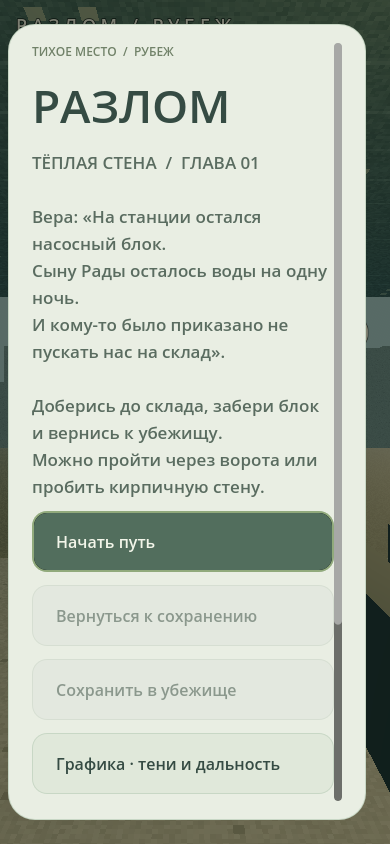 РАЗЛОМ / РУБЕЖ
ТИХОЕ МЕСТО / РУБЕЖ
РАЗЛОМ
ТЁПЛАЯ СТЕНА / ГЛАВА 01
Вера: «На станции остался
насосный блок.
Сыну Рады осталось воды на одну
ночь.
И кому-то было приказано не
пускать нас на склад».
Доберись до склада, забери блок
и вернись к убежищу.
Можно пройти через ворота или
пробить кирпичную стену.
Начать путь
Вернуться к сохранению
Сохранить в убежище
Графика · тени и дальность